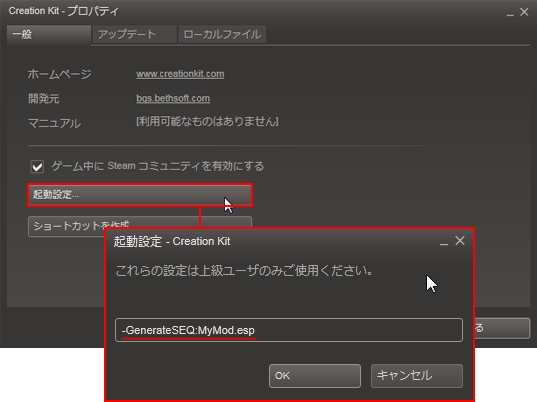 Creation Kit - プロパティ
一般
アップデート
ローカルファイル
ホームページ www.creationkit.com
開発元 bgs.bethsoft.com
マニュアル [利用可能なものはありません]
ゲーム中に Steam コミュニティを有効にする
起動設定...
ショートカットを作成
起動設定 - Creation Kit
これらの設定は上級ユーザのみご使用ください。
-GenerateSEQ:MyMod.esp
OK
キャンセル
る